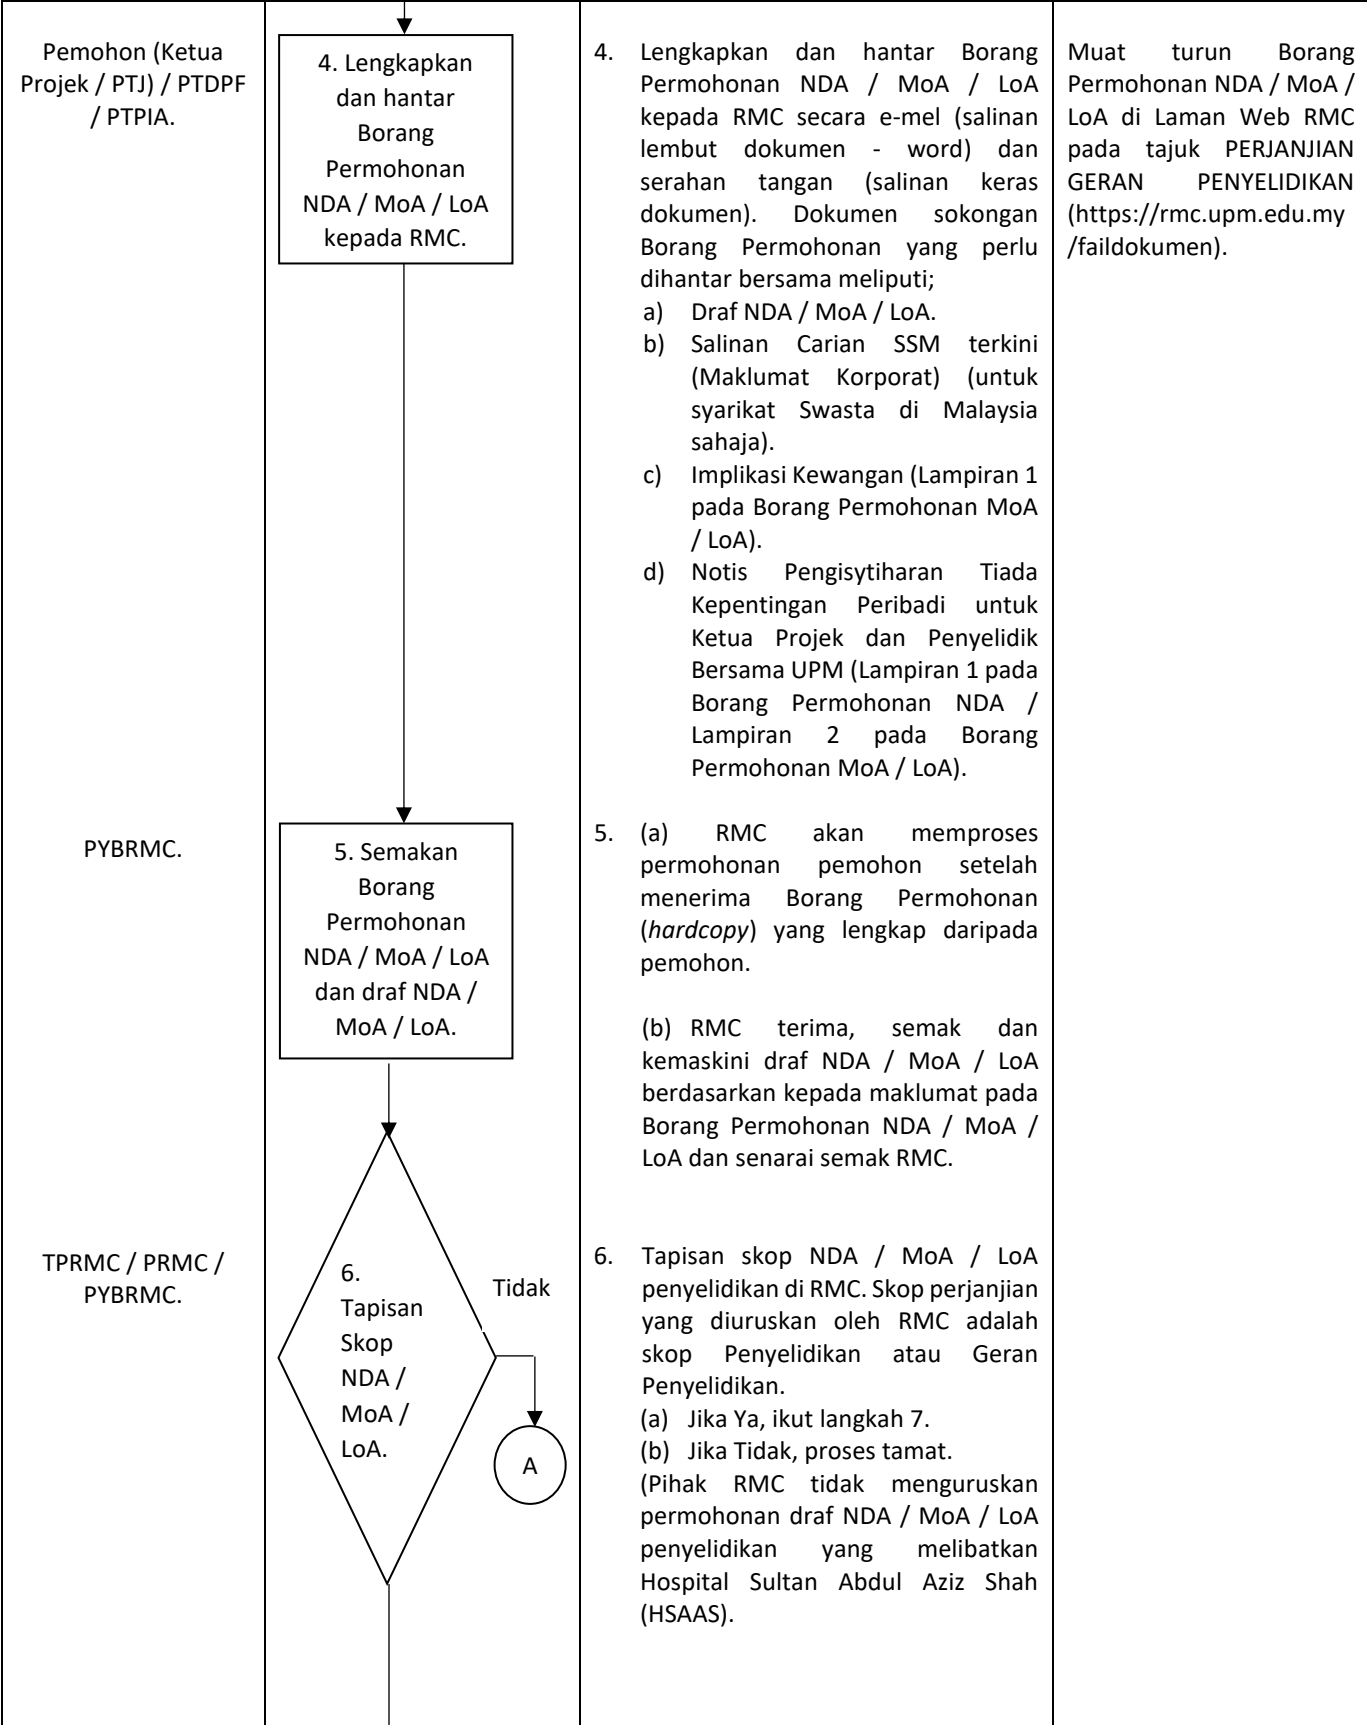 Pemohon (Ketua
Projek / PTJ) / PTDPF
/ PTPIA.
4. Lengkapkan
dan hantar
Borang
Permohonan
NDA / MoA / LoA
kepada RMC.
4. Lengkapkan dan hantar Borang
Permohonan NDA / MoA / LoA
kepada RMC secara e-mel (salinan
lembut dokumen - word) dan
serahan tangan (salinan keras
dokumen). Dokumen sokongan
Borang Permohonan yang perlu
dihantar bersama meliputi;
a) Draf NDA / MoA / LoA.
b) Salinan Carian SSM terkini
(Maklumat Korporat) (untuk
syarikat Swasta di Malaysia
sahaja).
c) Implikasi Kewangan (Lampiran 1
pada Borang Permohonan MoA
/ LoA).
d) Notis Pengisytiharan Tiada
Kepentingan Peribadi untuk
Ketua Projek dan Penyelidik
Bersama UPM (Lampiran 1 pada
Borang Permohonan NDA /
Lampiran 2 pada Borang
Permohonan MoA / LoA).
Muat turun Borang
Permohonan NDA / MoA /
LoA di Laman Web RMC
pada tajuk PERJANJIAN
GERAN PENYELIDIKAN
(https://rmc.upm.edu.my
/faildokumen).
PYBRMC.
5. Semakan
Borang
Permohonan
NDA / MoA / LoA
dan draf NDA /
MoA / LoA.
5. (a) RMC akan memproses
permohonan pemohon setelah
menerima Borang Permohonan
(hardcopy) yang lengkap daripada
pemohon.
(b) RMC terima, semak dan
kemaskini draf NDA / MoA / LoA
berdasarkan kepada maklumat pada
Borang Permohonan NDA / MoA /
LoA dan senarai semak RMC.
TPRMC / PRMC /
PYBRMC.
6.
Tapisan
Skop
NDA /
MoA /
LoA.
Tidak
A
6. Tapisan skop NDA / MoA / LoA
penyelidikan di RMC. Skop perjanjian
yang diuruskan oleh RMC adalah
skop Penyelidikan atau Geran
Penyelidikan.
(a) Jika Ya, ikut langkah 7.
(b) Jika Tidak, proses tamat.
(Pihak RMC tidak menguruskan
permohonan draf NDA / MoA / LoA
penyelidikan yang melibatkan
Hospital Sultan Abdul Aziz Shah
(HSAAS).